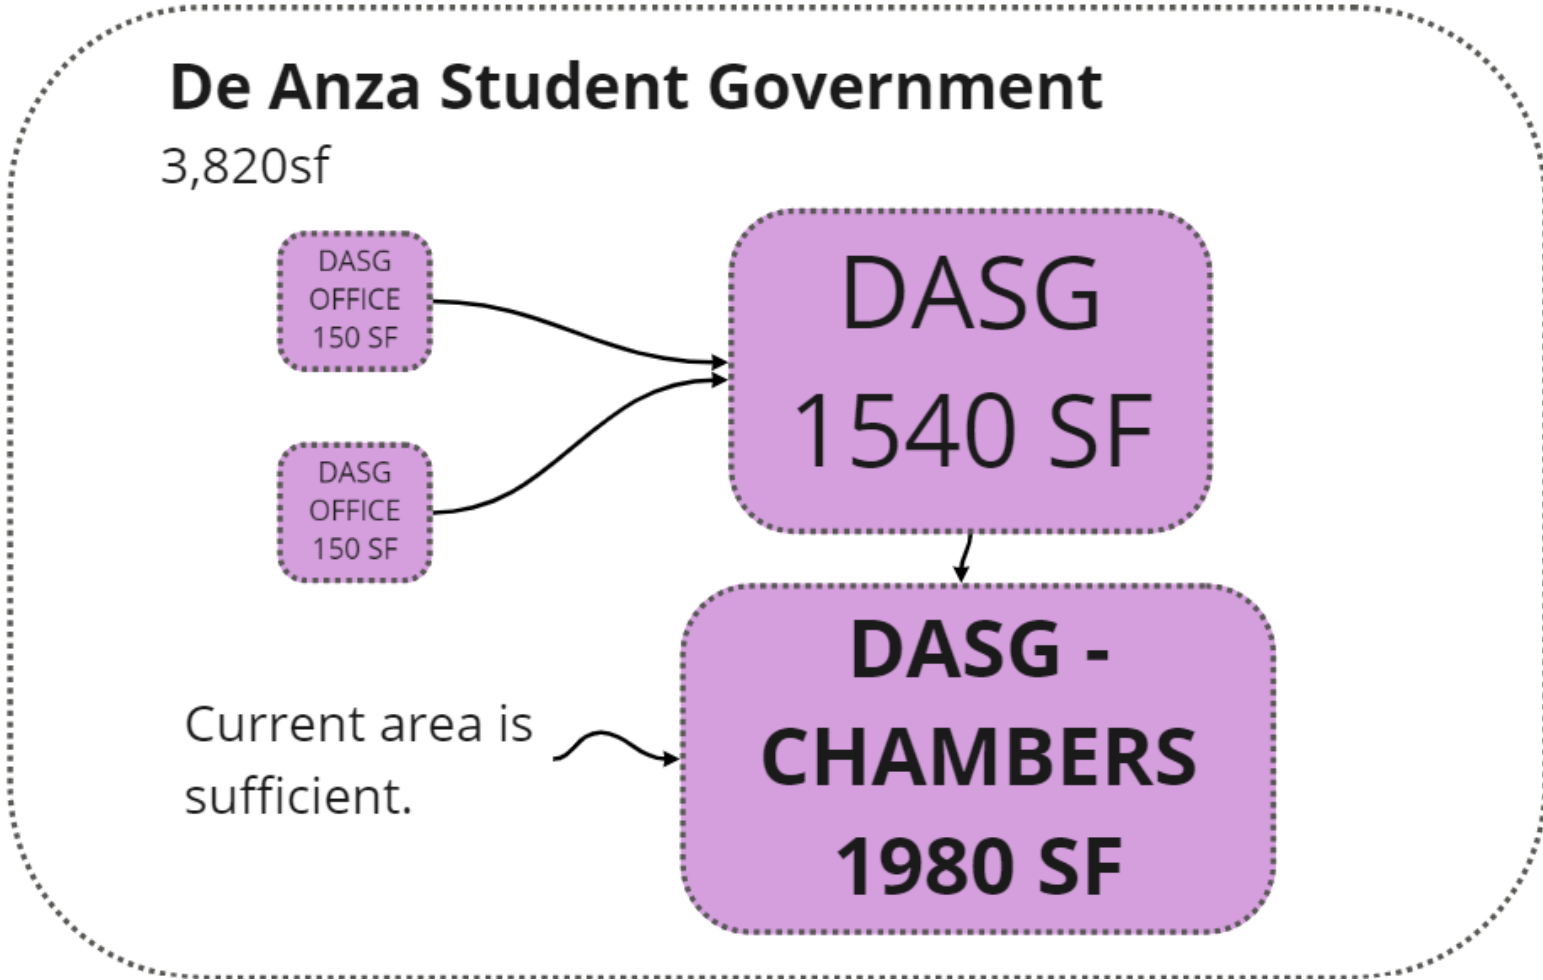 De Anza Student Government
3,820sf
DASG
OFFICE
150 SF
DASG
1540 SF
DASG
OFFICE
150 SF
DASG -
CHAMBERS
1980 SF
Current area is
sufficient.